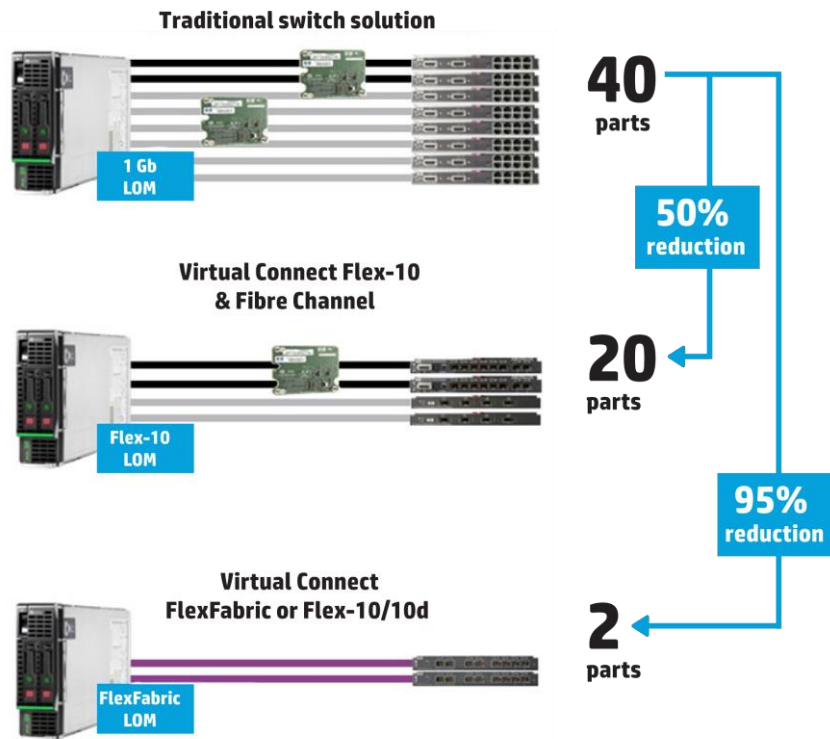 Traditional switch solution
1 Gb
LOM
40
parts
50%
reduction
Virtual Connect Flex-10
& Fibre Channel
Flex-10
LOM
20
parts
95%
reduction
Virtual Connect
FlexFabric or Flex-10/10d
FlexFabric
LOM
2
parts